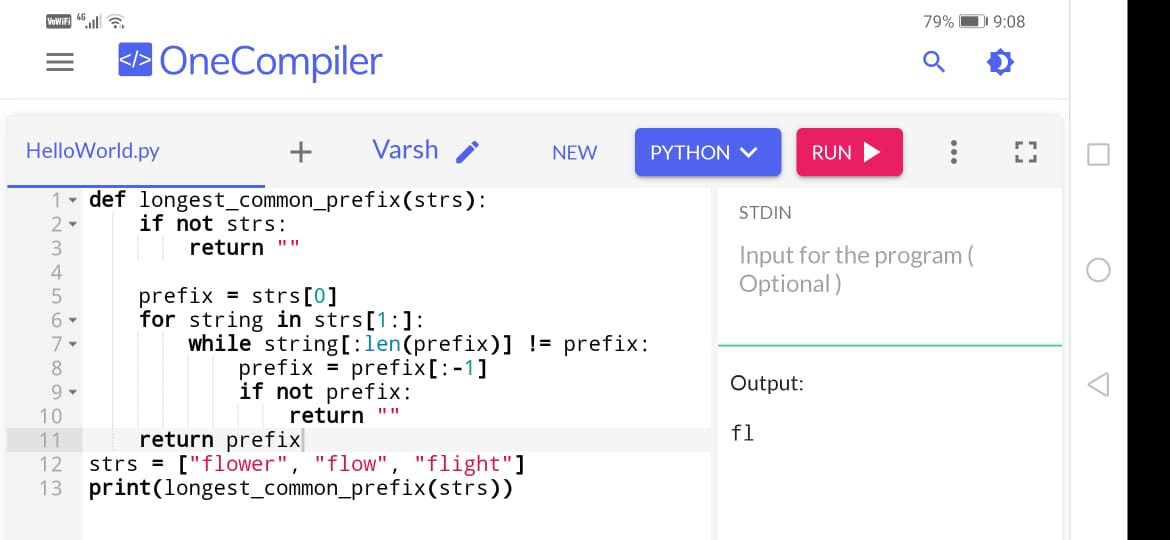 VoWiFi 4G 79% 9:08
</> OneCompiler
HelloWorld.py + Varsh NEW PYTHON RUN
1 def longest_common_prefix(strs):
2     if not strs:
3         return ""
4
5     prefix = strs[0]
6     for string in strs[1:]:
7         while string[:len(prefix)] != prefix:
8             prefix = prefix[:-1]
9             if not prefix:
10                 return ""
11     return prefix
12 strs = ["flower", "flow", "flight"]
13 print(longest_common_prefix(strs))
STDIN
Input for the program (
Optional )
Output:
fl